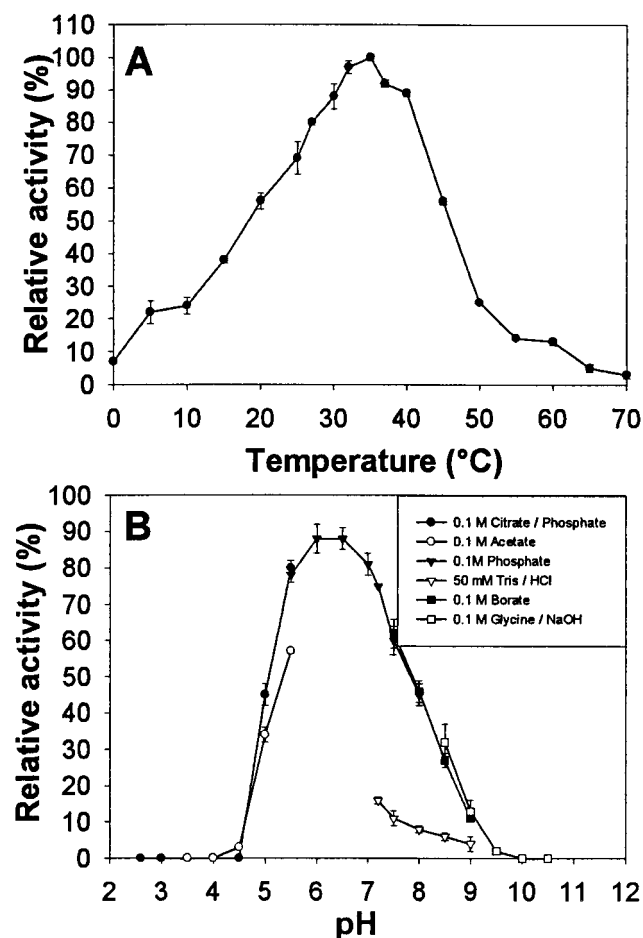 A
Relative activity (%)
110
100
90
80
70
60
50
40
30
20
10
0
0 10 20 30 40 50 60 70
Temperature (°C)
B
Relative activity (%)
100
90
80
70
60
50
40
30
20
10
0
0.1 M Citrate / Phosphate
0.1 M Acetate
0.1M Phosphate
50 mM Tris / HCl
0.1 M Borate
0.1 M Glycine / NaOH
2 3 4 5 6 7 8 9 10 11 12
pH